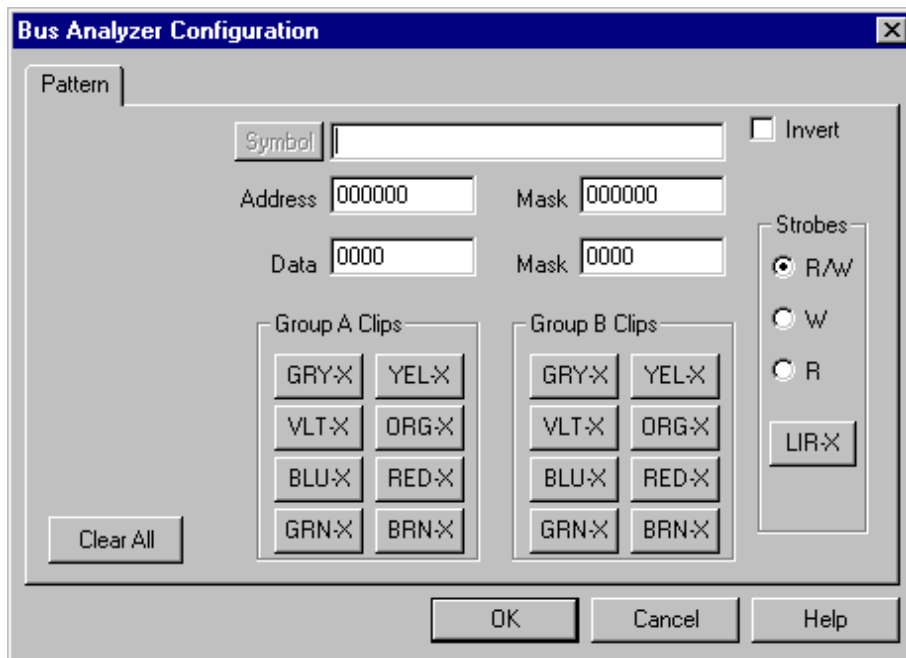 Bus Analyzer Configuration
Pattern
Symbol
Invert
Address 000000 Mask 000000
Data 0000 Mask 0000
Strobes
R/W
W
R
LIR-X
Group A Clips
GRY-X YEL-X
VLT-X ORG-X
BLU-X RED-X
GRN-X BRN-X
Group B Clips
GRY-X YEL-X
VLT-X ORG-X
BLU-X RED-X
GRN-X BRN-X
Clear All
OK Cancel Help